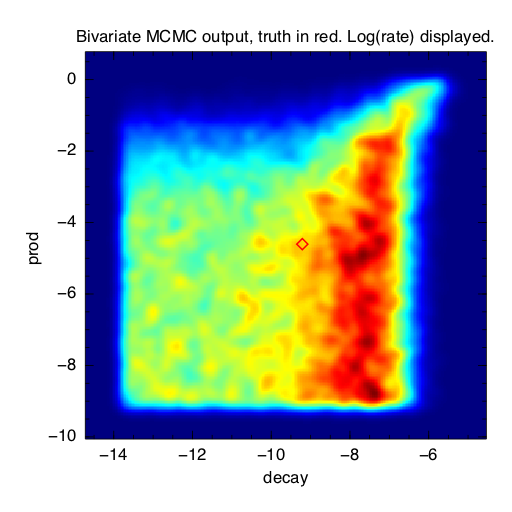 Bivariate MCMC output, truth in red. Log(rate) displayed.
0
−2
−4
−6
−8
−10
prod
−14 −12 −10 −8 −6
decay